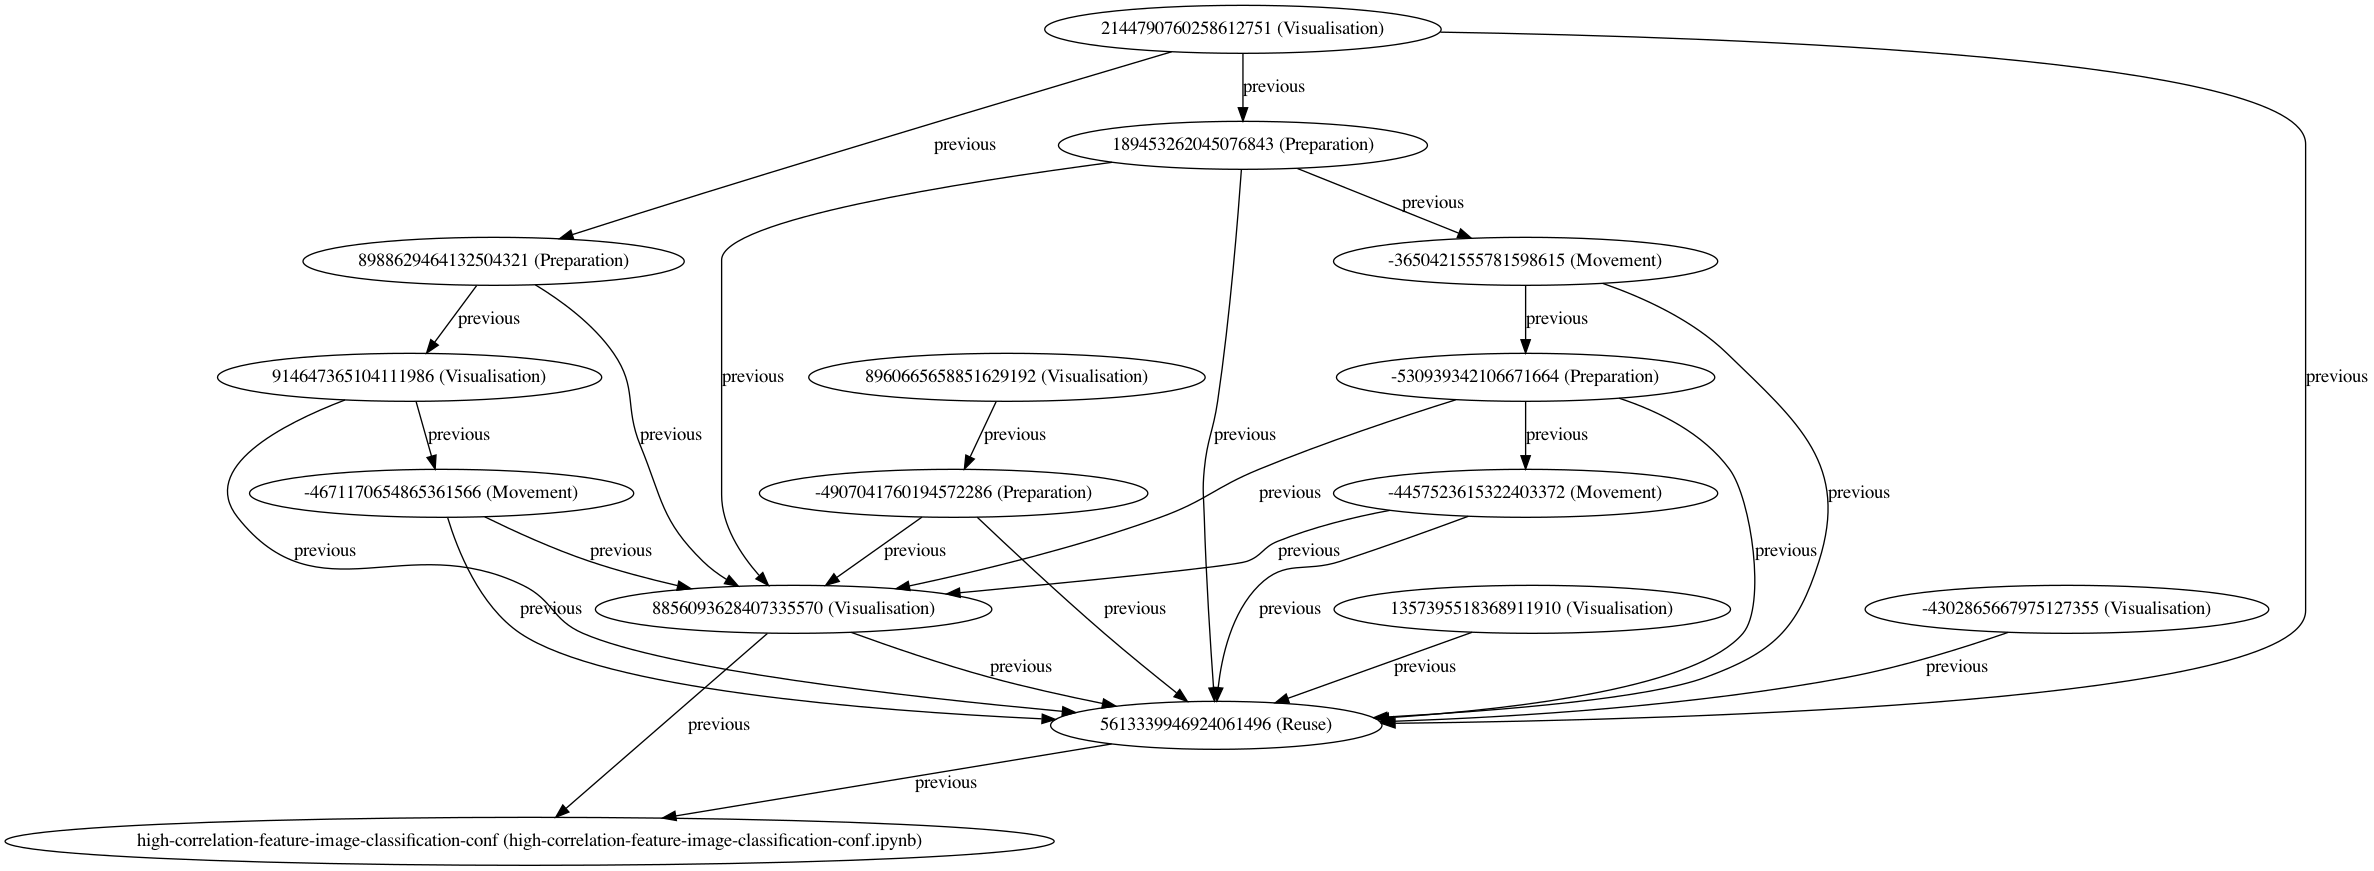 2144790760258612751 (Visualisation)
previous
previous
189453262045076843 (Preparation)
previous
8988629464132504321 (Preparation)
-3650421555781598615 (Movement)
previous
previous
914647365104111986 (Visualisation)
previous
8960665658851629192 (Visualisation)
-530939342106671664 (Preparation)
previous
previous
previous
previous
previous
previous
-4671170654865361566 (Movement)
-4907041760194572286 (Preparation)
previous
-4457523615322403372 (Movement)
previous
previous
previous
previous
previous
previous
previous
8856093628407335570 (Visualisation)
previous
previous
1357395518368911910 (Visualisation)
-4302865667975127355 (Visualisation)
previous
previous
previous
previous
5613339946924061496 (Reuse)
previous
high-correlation-feature-image-classification-conf (high-correlation-feature-image-classification-conf.ipynb)